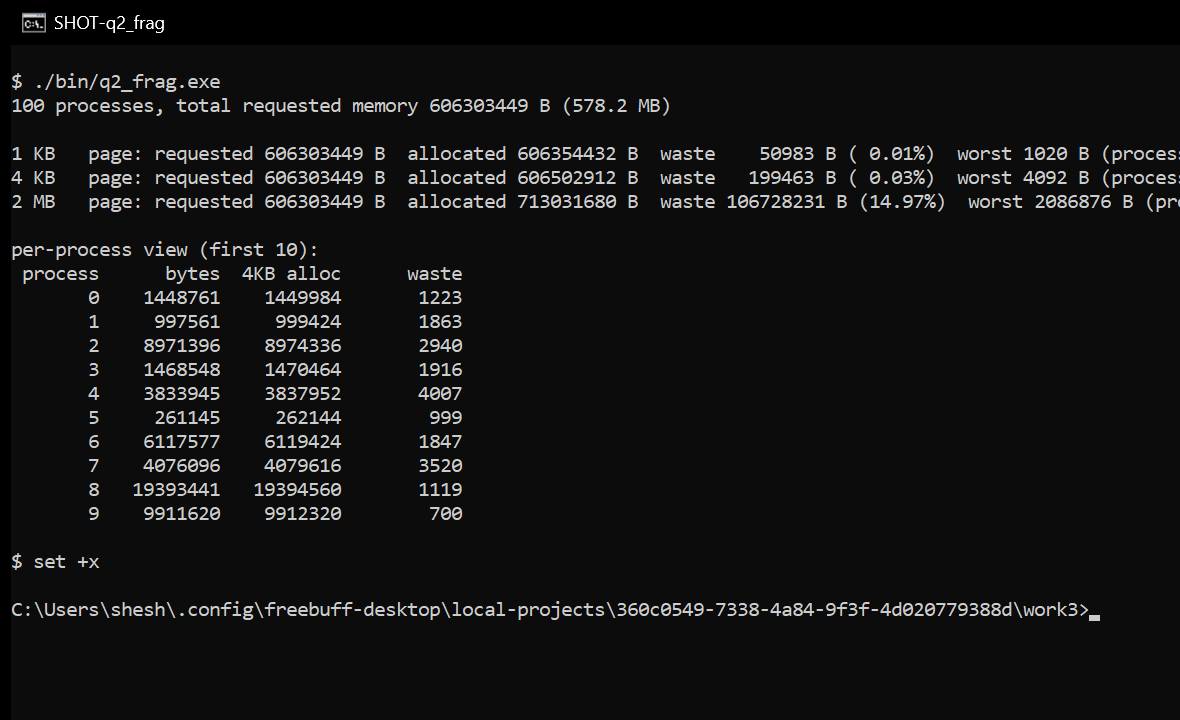 SHOT-q2_frag
$ ./bin/q2_frag.exe
100 processes, total requested memory 606303449 B (578.2 MB)
1 KB   page: requested 606303449 B  allocated 606354432 B  waste    50983 B ( 0.01%)  worst 1020 B (proces
4 KB   page: requested 606303449 B  allocated 606502912 B  waste   199463 B ( 0.03%)  worst 4092 B (proces
2 MB   page: requested 606303449 B  allocated 713031680 B  waste 106728231 B (14.97%)  worst 2086876 B (pro
per-process view (first 10):
 process      bytes  4KB alloc      waste
       0    1448761    1449984       1223
       1     997561     999424       1863
       2    8971396    8974336       2940
       3    1468548    1470464       1916
       4    3833945    3837952       4007
       5     261145     262144        999
       6    6117577    6119424       1847
       7    4076096    4079616       3520
       8   19393441   19394560       1119
       9    9911620    9912320        700
$ set +x
C:\Users\shesh\.config\freebuff-desktop\local-projects\360c0549-7338-4a84-9f3f-4d020779388d\work3>